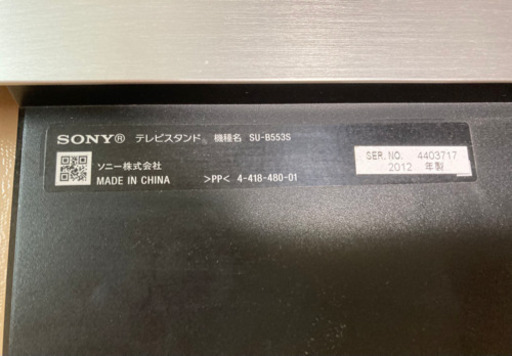 SONY® テレビスタンド 機種名 SU-B553S
ソニー株式会社
MADE IN CHINA >PP< 4-418-480-01
SER.NO. 4403717
2012 年製